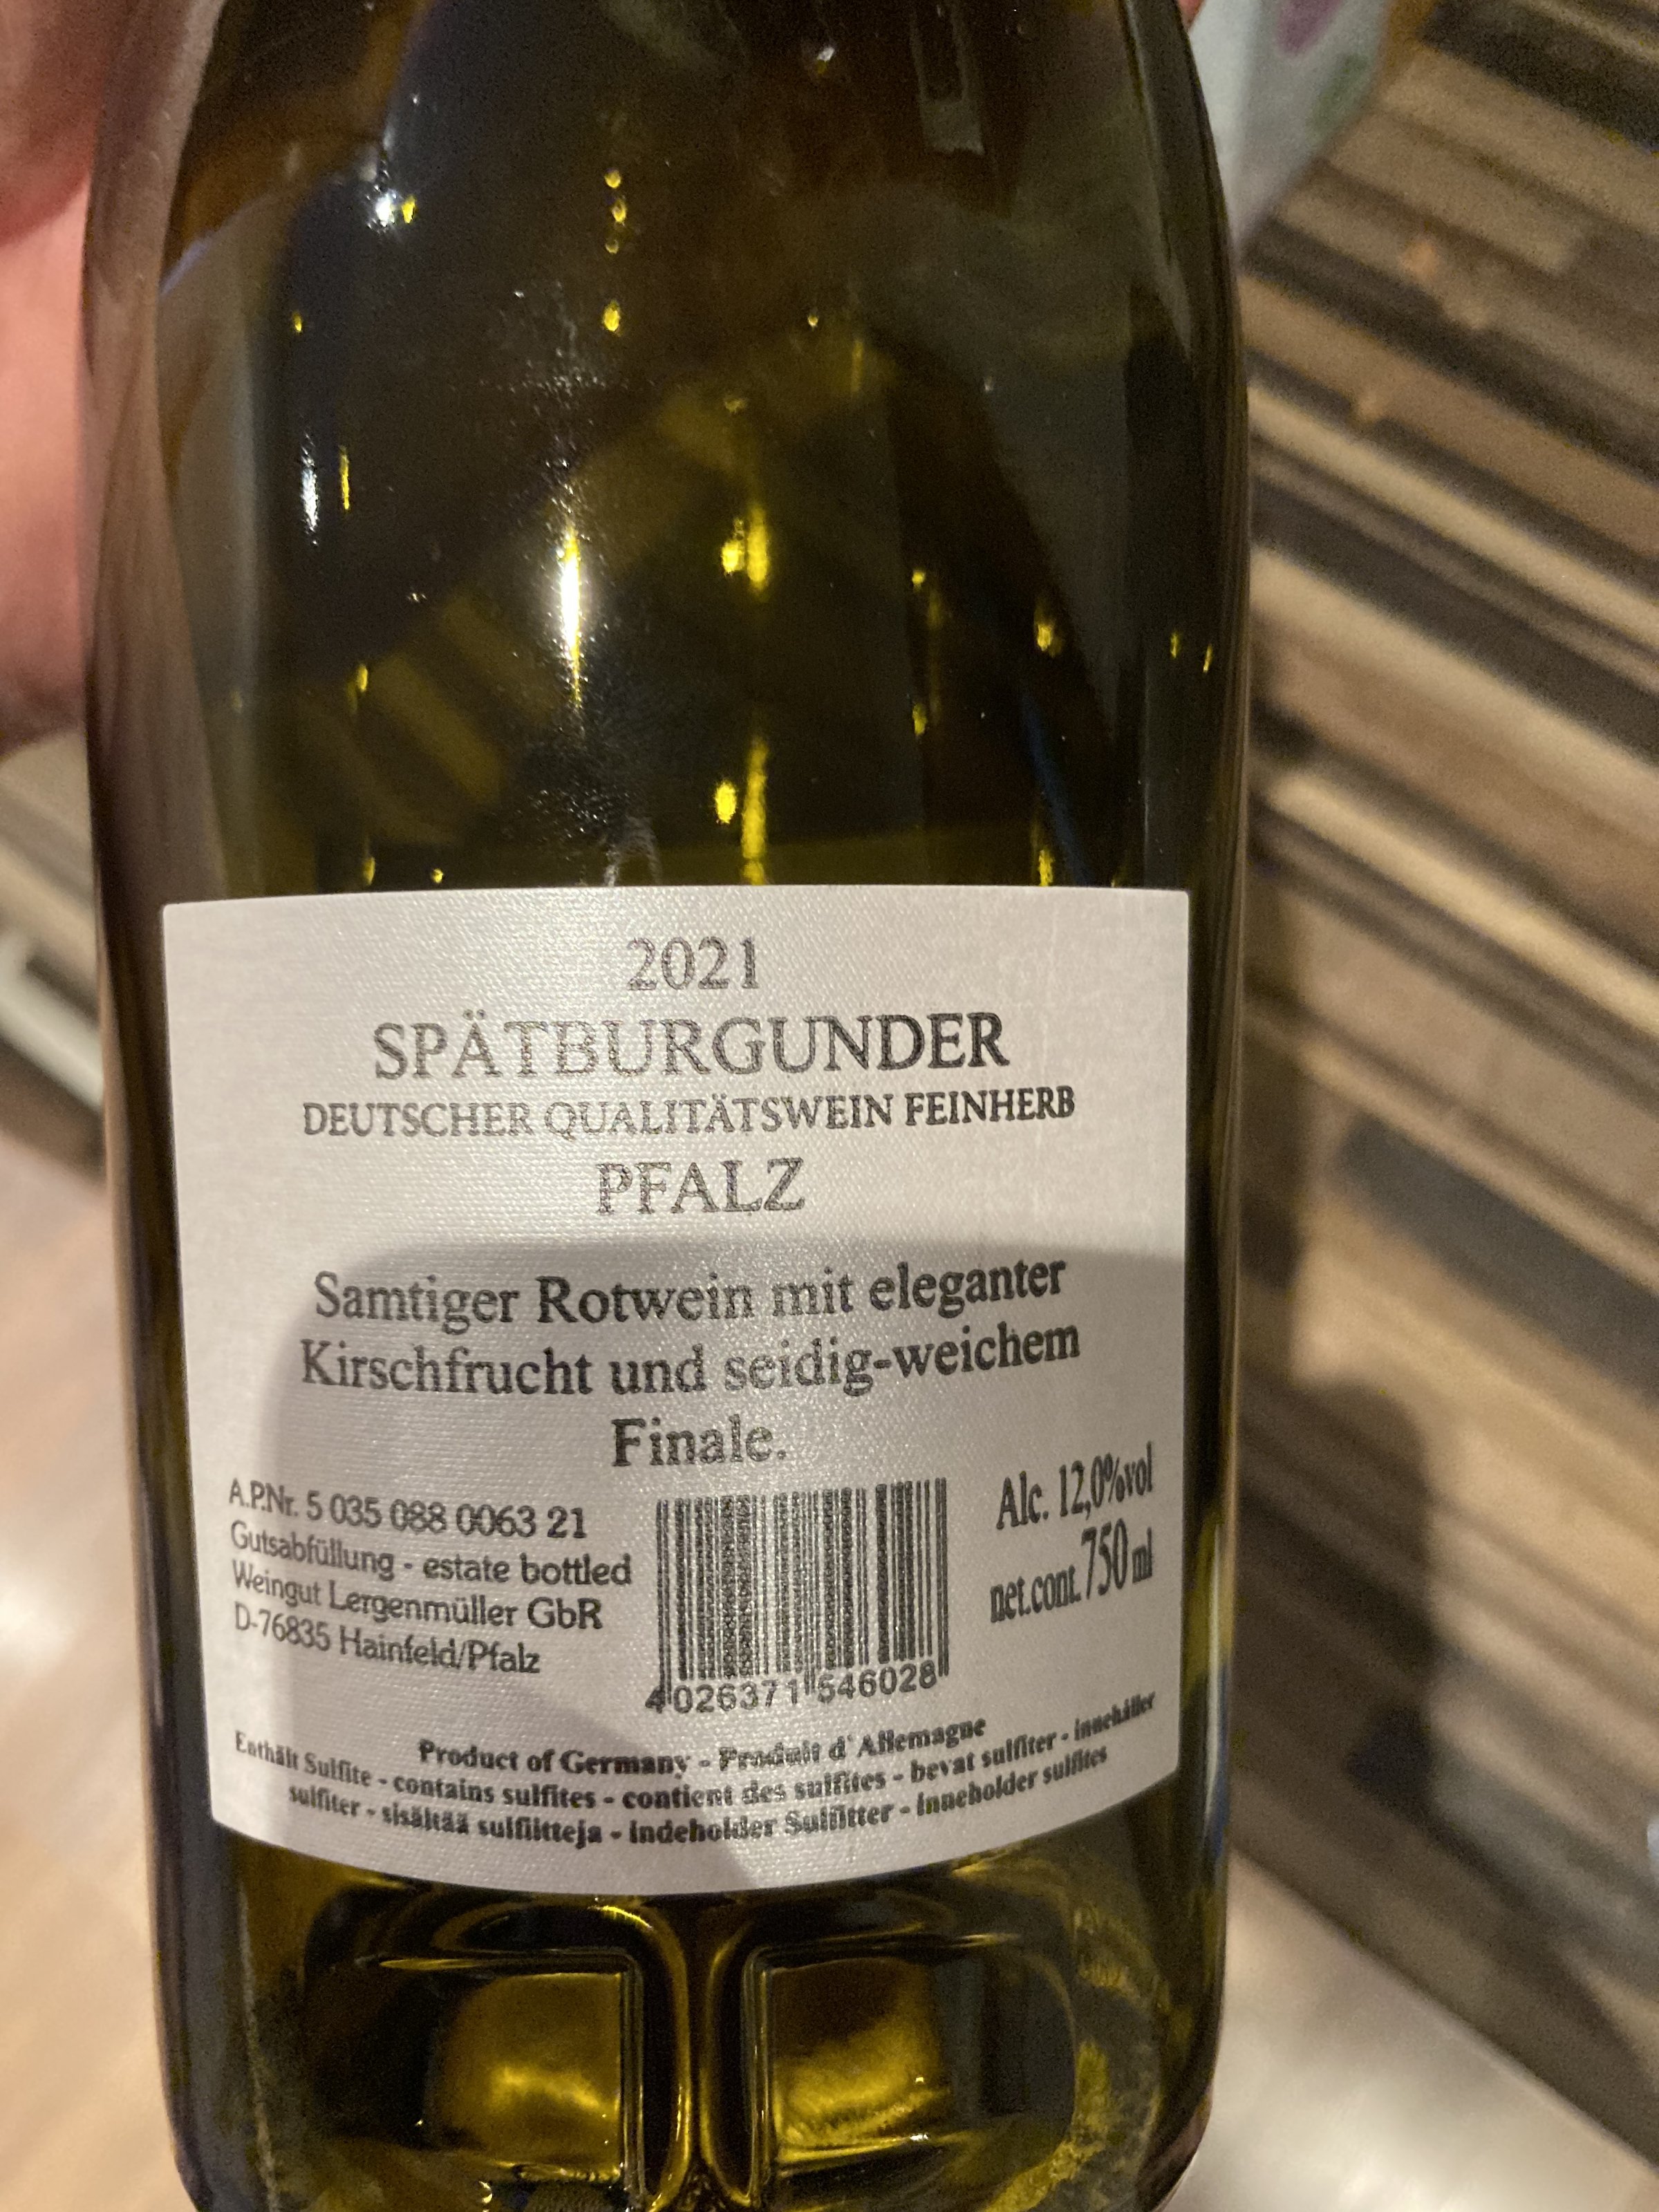 2021
SPÄTBURGUNDER
DEUTSCHER QUALITÄTSWEIN FEINHERB
PFALZ
Samtiger Rotwein mit eleganter
Kirschfrucht und seidig-weichem
Finale.
A.P.Nr. 5 035 088 0063 21
Gutsabfüllung - estate bottled
Weingut Lergenmüller GbR
D-76835 Hainfeld/Pfalz
4 026371 546028
Alc. 12,0%vol
net.cont. 750 ml
Product of Germany - Produit d'Allemagne
Enthält Sulfite - contains sulfites - contient des sulfites - bevat sulfiter - innehåller
sulfiter - sisältää sulfiitteja - indeholder Sulfitter - inneholder sulfites